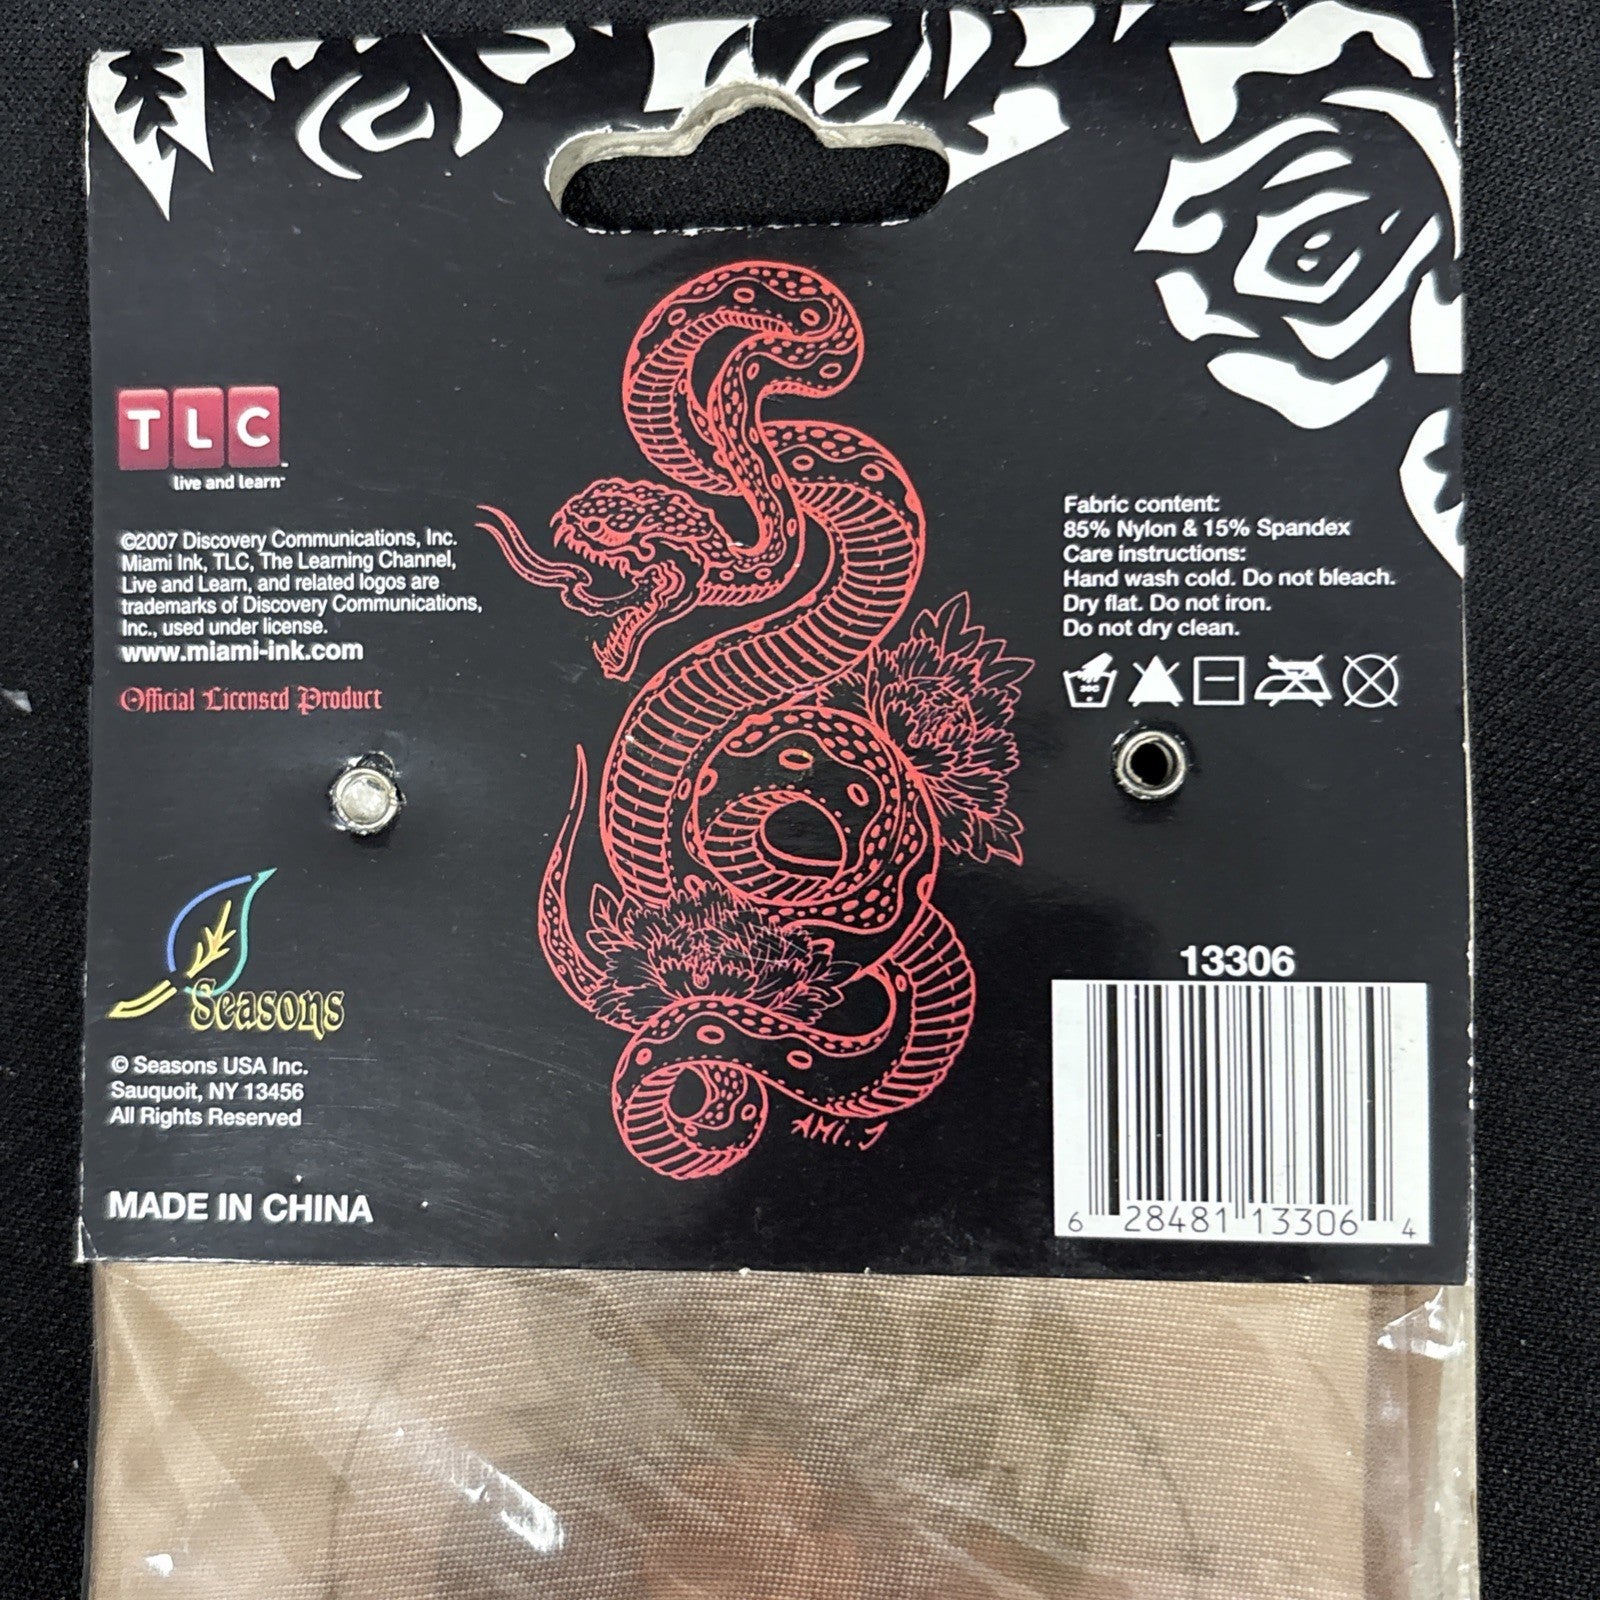 TLC
live and learn™
©2007 Discovery Communications, Inc.
Miami Ink, TLC, The Learning Channel,
Live and Learn, and related logos are
trademarks of Discovery Communications,
Inc., used under license.
www.miami-ink.com
Official Licensed Product
Seasons
© Seasons USA Inc.
Sauquoit, NY 13456
All Rights Reserved
MADE IN CHINA
AMI. J
Fabric content:
85% Nylon & 15% Spandex
Care instructions:
Hand wash cold. Do not bleach.
Dry flat. Do not iron.
Do not dry clean.
13306
6 28481 13306 4